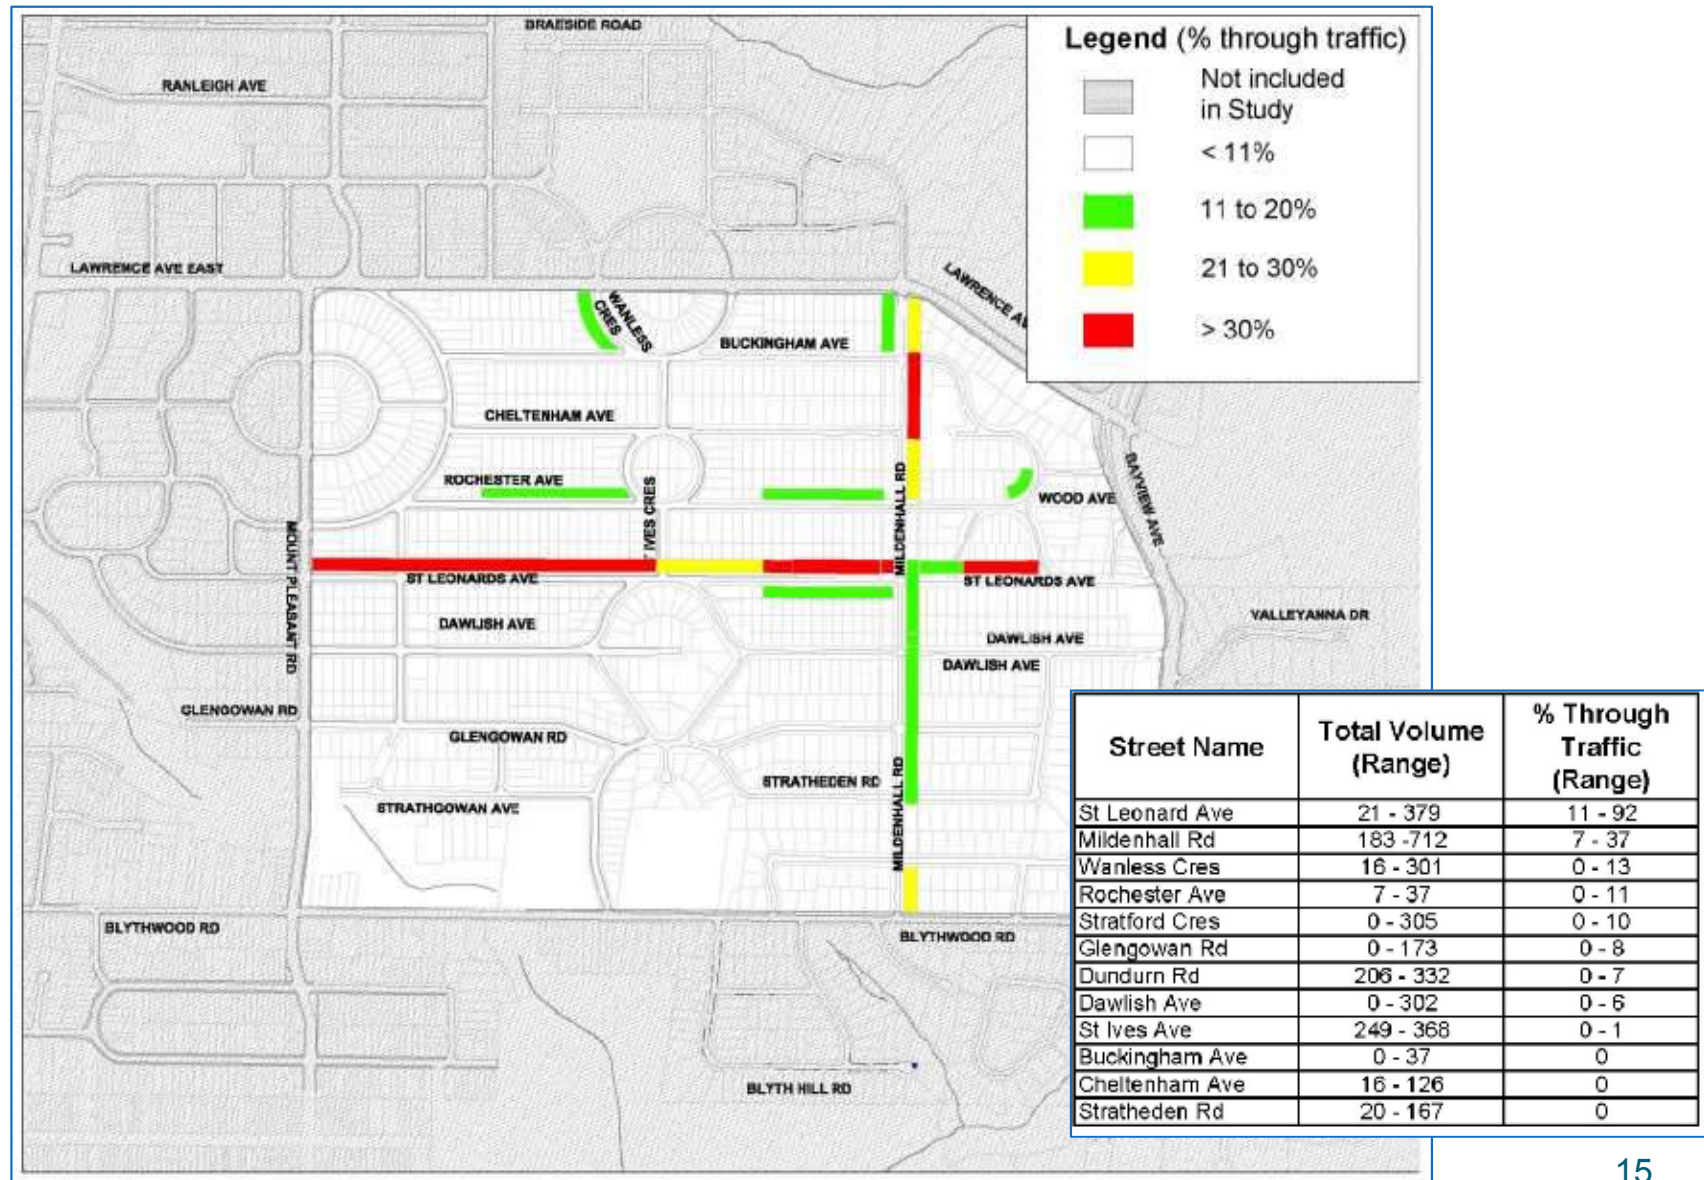 BRAESIDE ROAD
RANLEIGH AVE
LAWRENCE AVE EAST
LAWRENCE AV
WANLESS
CRES
BUCKINGHAM AVE
CHELTENHAM AVE
ROCHESTER AVE
MILDENHALL RD
WOOD AVE
BAYVIEW AVE
IVES CRES
MOUNT PLEASANT RD
ST LEONARDS AVE
ST LEONARDS AVE
DAWLISH AVE
DAWLISH AVE
DAWLISH AVE
VALLEYANNA DR
GLENGOWAN RD
GLENGOWAN RD
STRATHEDEN RD
MILDENHALL RD
STRATHGOWAN AVE
BLYTHWOOD RD
BLYTHWOOD RD
BLYTH HILL RD
Legend (% through traffic)
Not included
in Study
< 11%
11 to 20%
21 to 30%
> 30%
Street Name Total Volume (Range) % Through Traffic (Range)
St Leonard Ave 21 - 379 11 - 92
Mildenhall Rd 183 -712 7 - 37
Wanless Cres 16 - 301 0 - 13
Rochester Ave 7 - 37 0 - 11
Stratford Cres 0 - 305 0 - 10
Glengowan Rd 0 - 173 0 - 8
Dundurn Rd 206 - 332 0 - 7
Dawlish Ave 0 - 302 0 - 6
St Ives Ave 249 - 368 0 - 1
Buckingham Ave 0 - 37 0
Cheltenham Ave 16 - 126 0
Stratheden Rd 20 - 167 0
15